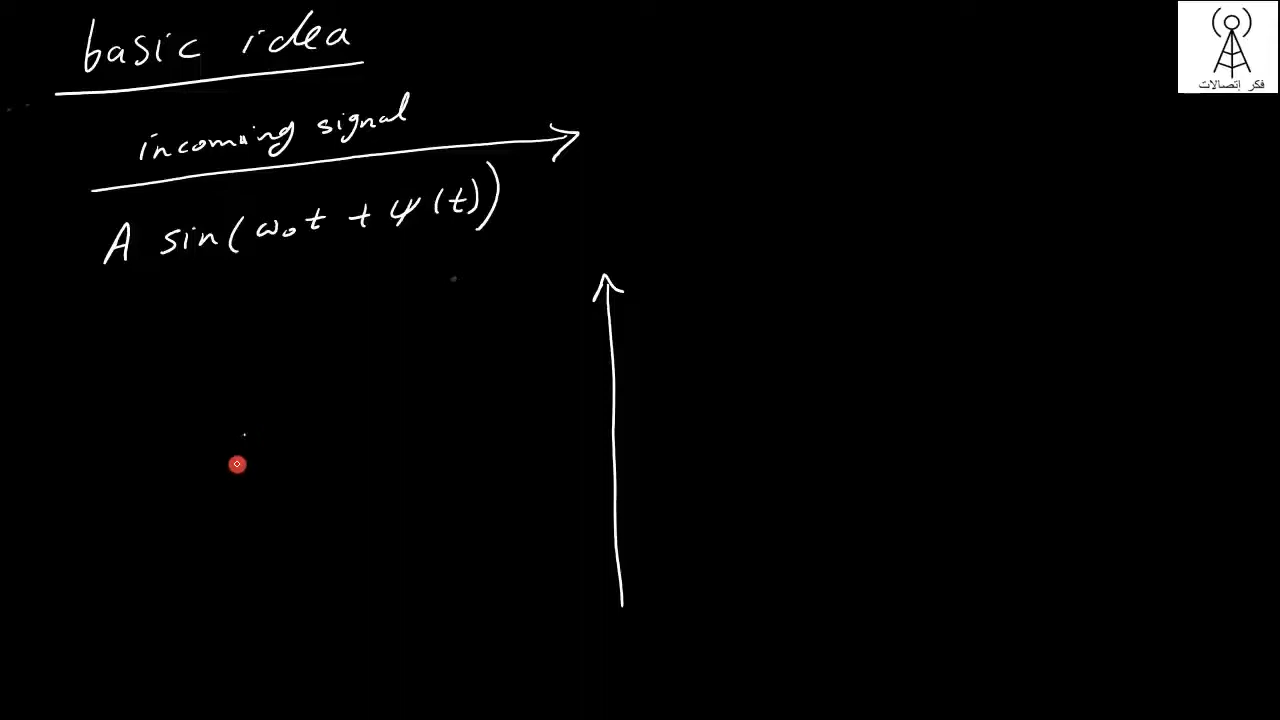 basic idea
فكر إتصالات
incoming signal
A sin(ω₀t + ψ(t))